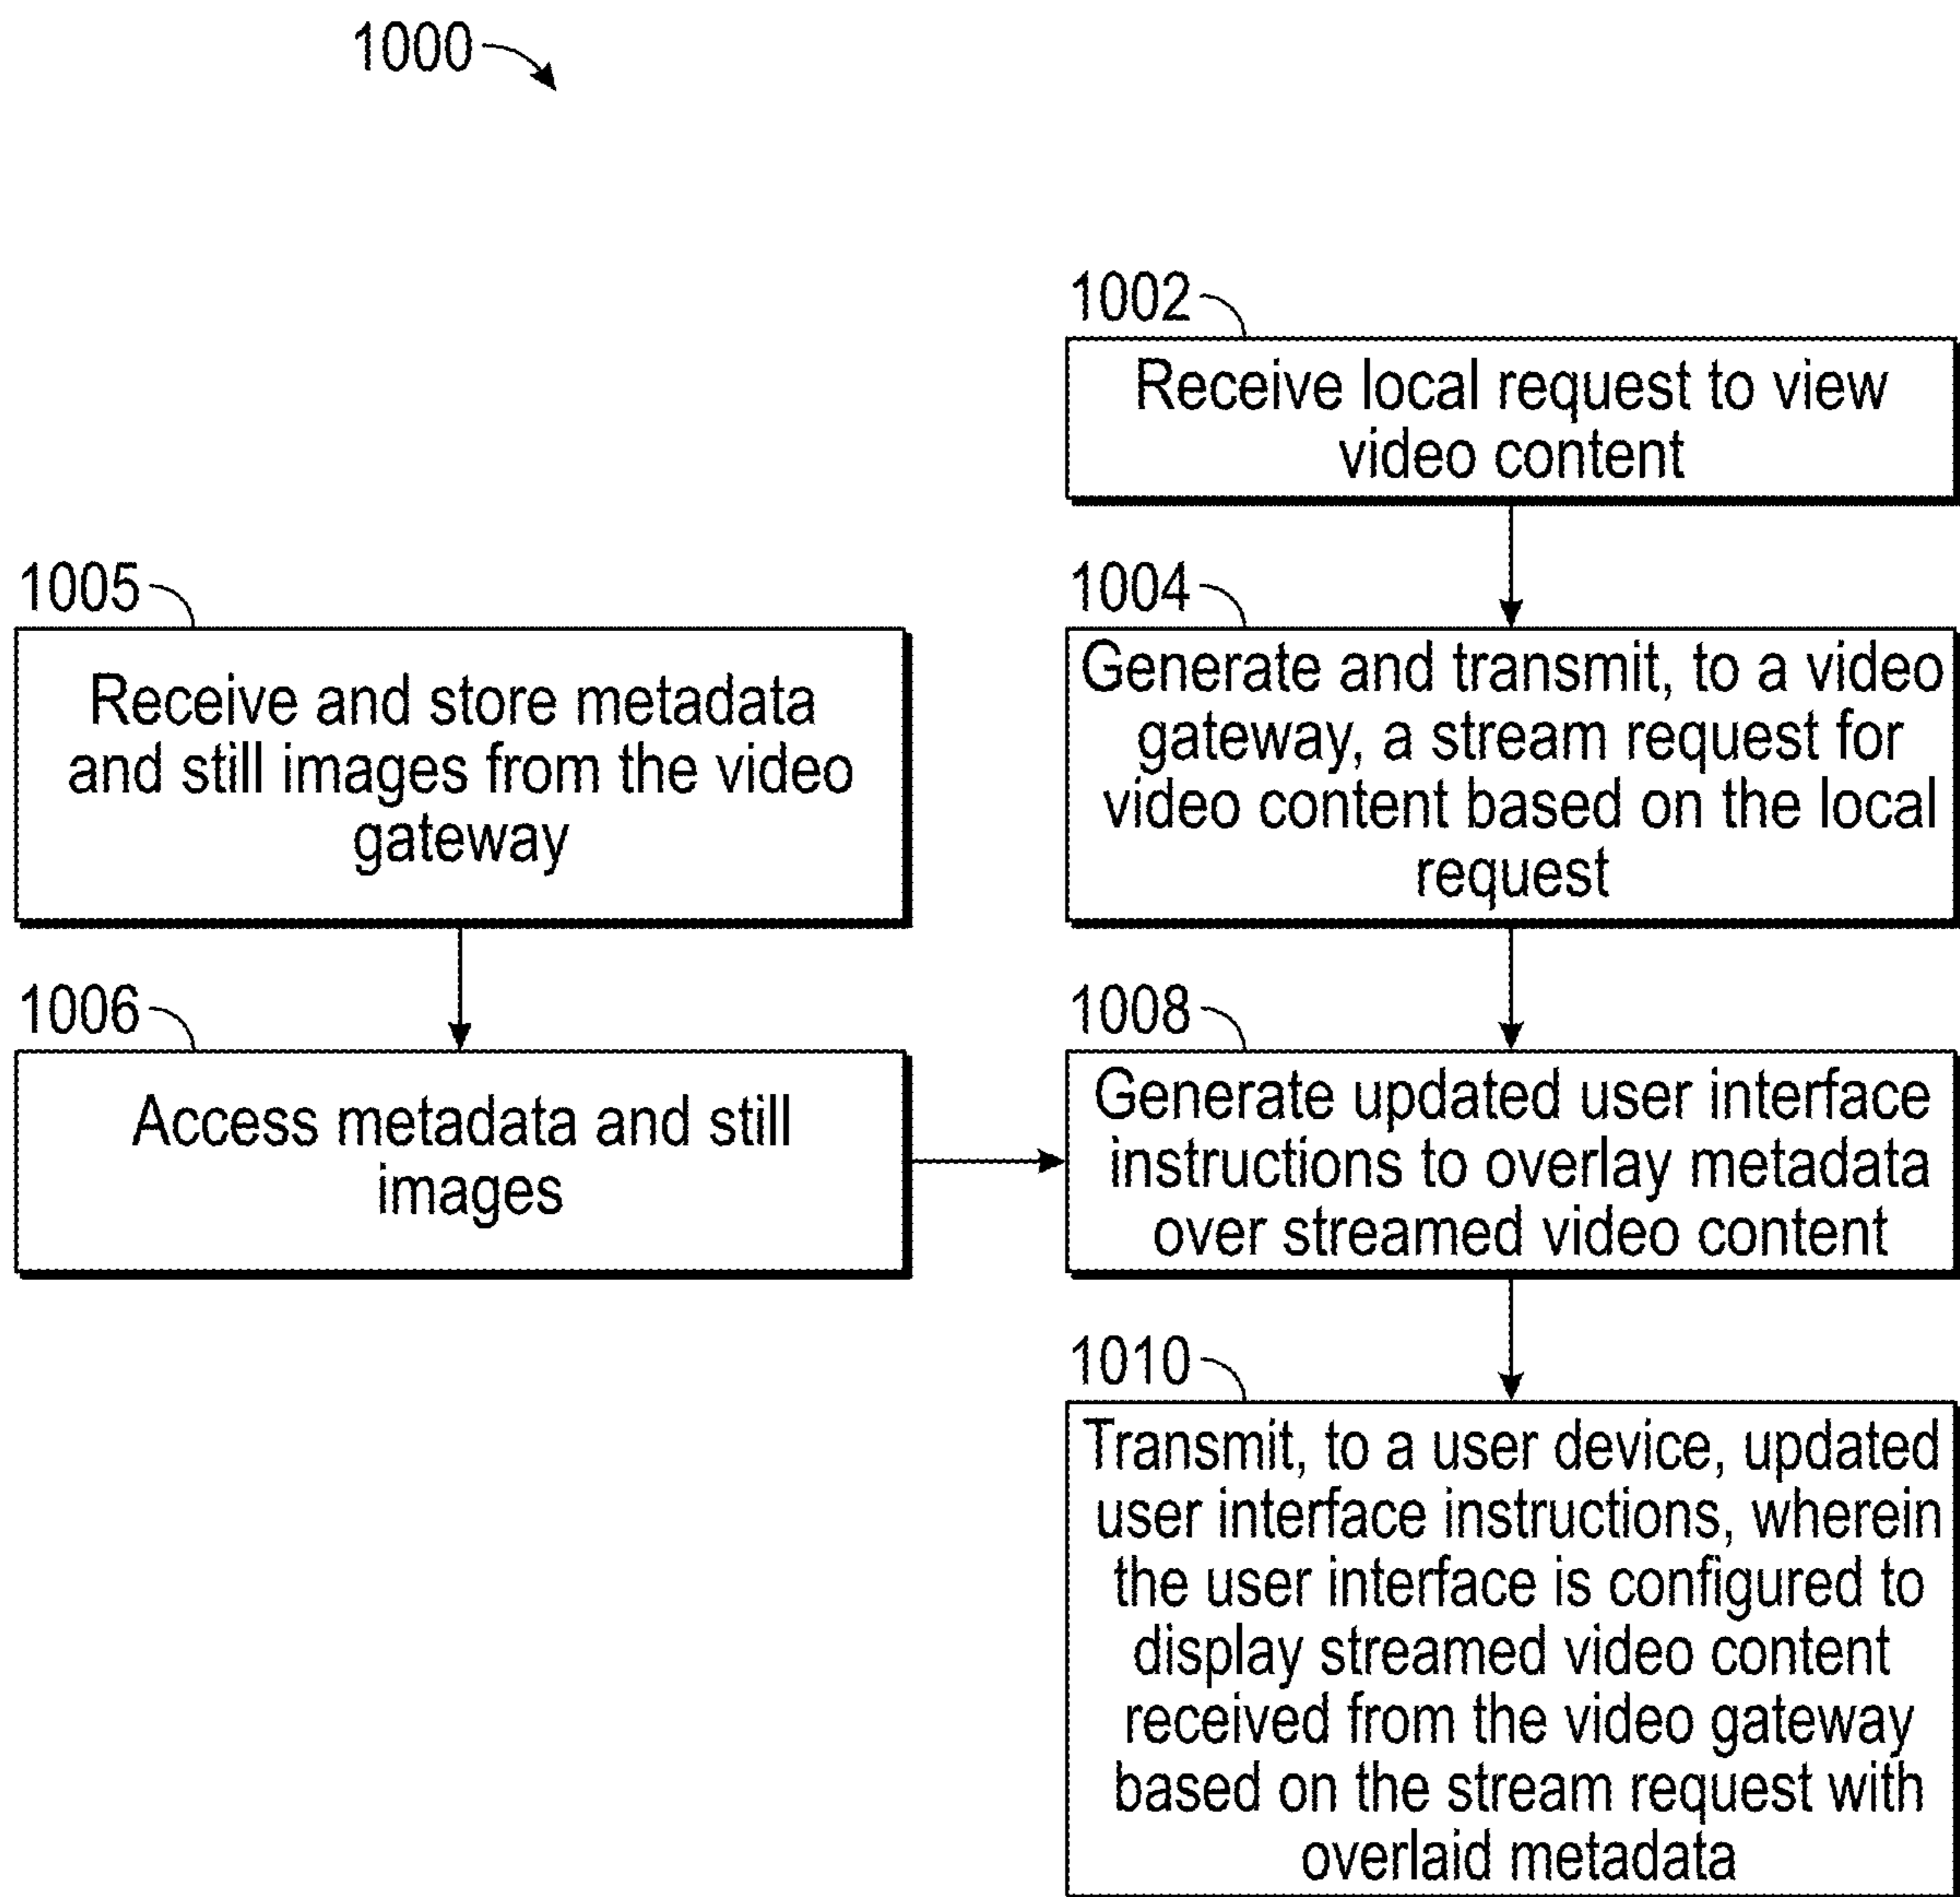 1000
1002
Receive local request to view
video content
1004
Generate and transmit, to a video
gateway, a stream request for
video content based on the local
request
1005
Receive and store metadata
and still images from the video
gateway
1006
Access metadata and still
images
1008
Generate updated user interface
instructions to overlay metadata
over streamed video content
1010
Transmit, to a user device, updated
user interface instructions, wherein
the user interface is configured to
display streamed video content
received from the video gateway
based on the stream request with
overlaid metadata